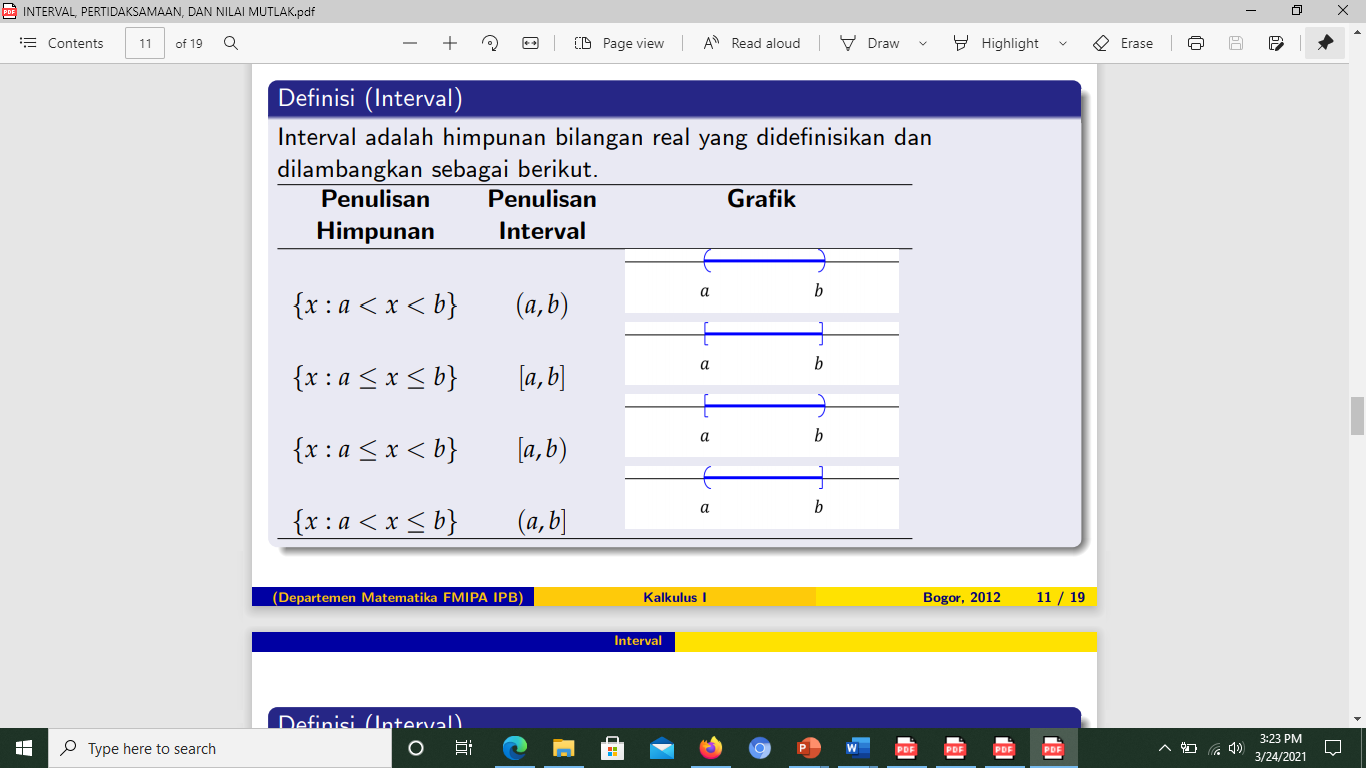 INTERVAL, PERTIDAKSAMAAN, DAN NILAI MUTLAK.pdf
Contents 11 of 19 Page view Read aloud Draw Highlight Erase
Definisi (Interval)
Interval adalah himpunan bilangan real yang didefinisikan dan
dilambangkan sebagai berikut.
Penulisan Penulisan Grafik
Himpunan Interval
a b
{x : a < x < b} (a, b)
a b
{x : a ≤ x ≤ b} [a, b]
a b
{x : a ≤ x < b} [a, b)
a b
{x : a < x ≤ b} (a, b]
(Departemen Matematika FMIPA IPB) Kalkulus I Bogor, 2012 11 / 19
Interval
Definisi (Interval)
Type here to search
3:23 PM
3/24/2021